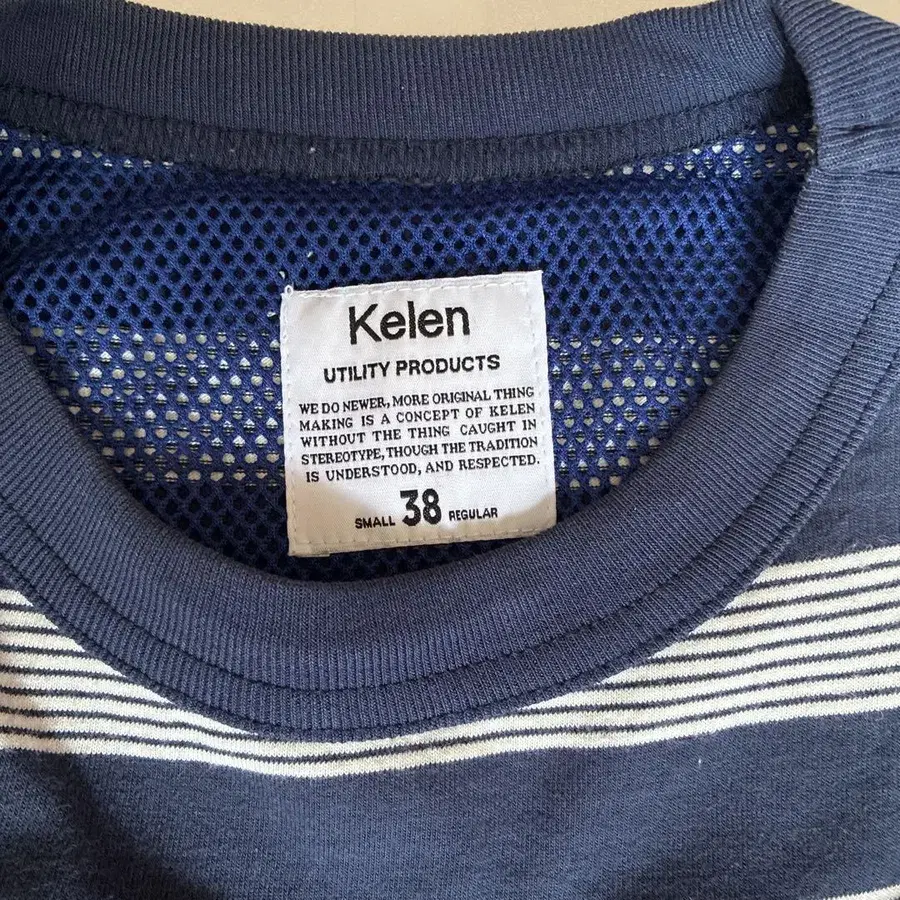 Kelen
UTILITY PRODUCTS
WE DO NEWER, MORE ORIGINAL THING
MAKING IS A CONCEPT OF KELEN
WITHOUT THE THING CAUGHT IN
STEREOTYPE, THOUGH THE TRADITION
IS UNDERSTOOD, AND RESPECTED.
SMALL 38 REGULAR